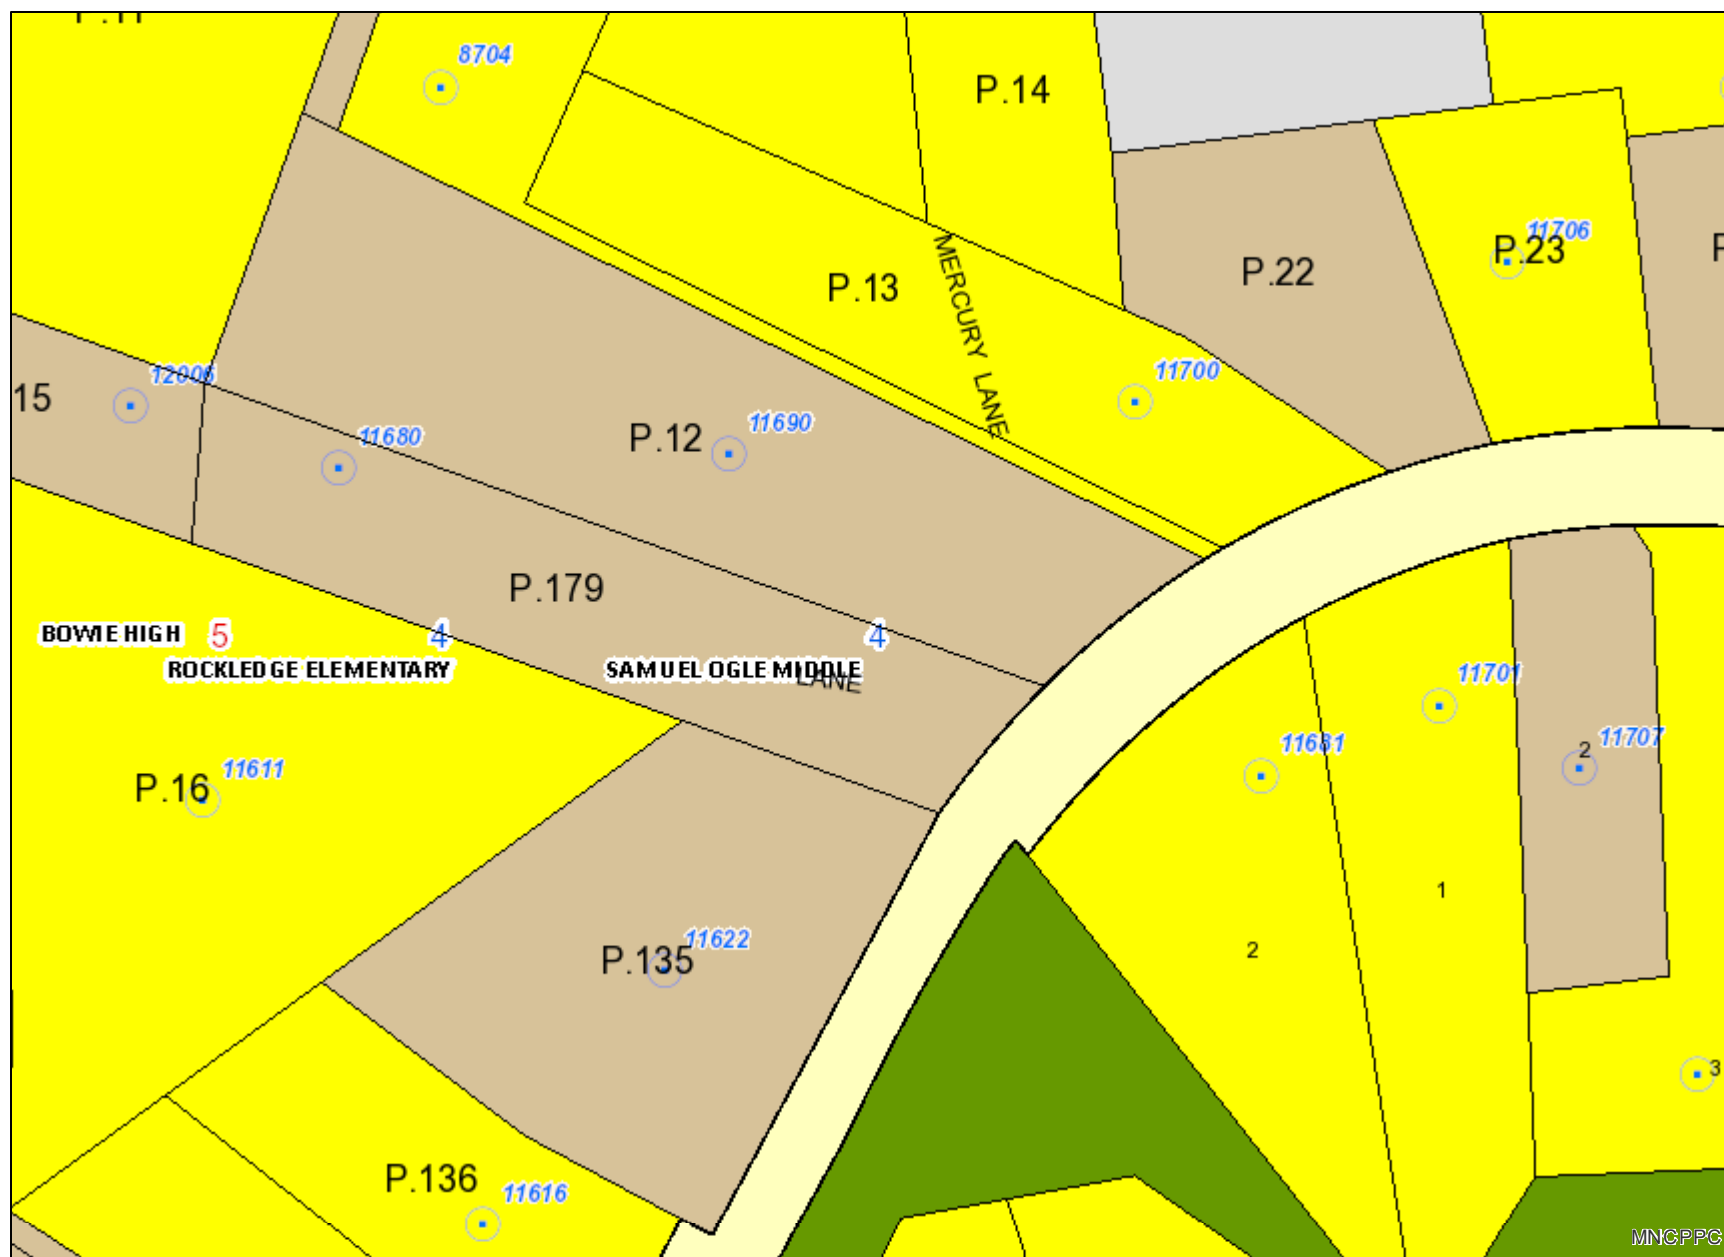 P.11
8704
P.14
11706
P.23
P.22
P.13
MERCURY LANE
11700
12006
15
11680
P.12
11690
P.179
BOWIE HIGH 5
4
4
ROCKLEDGE ELEMENTARY
SAMUEL OGLE MIDDLE
LANE
11701
11681
2
11707
P.16
11611
1
2
P.135
11622
3
P.136
11616
MNCPPC